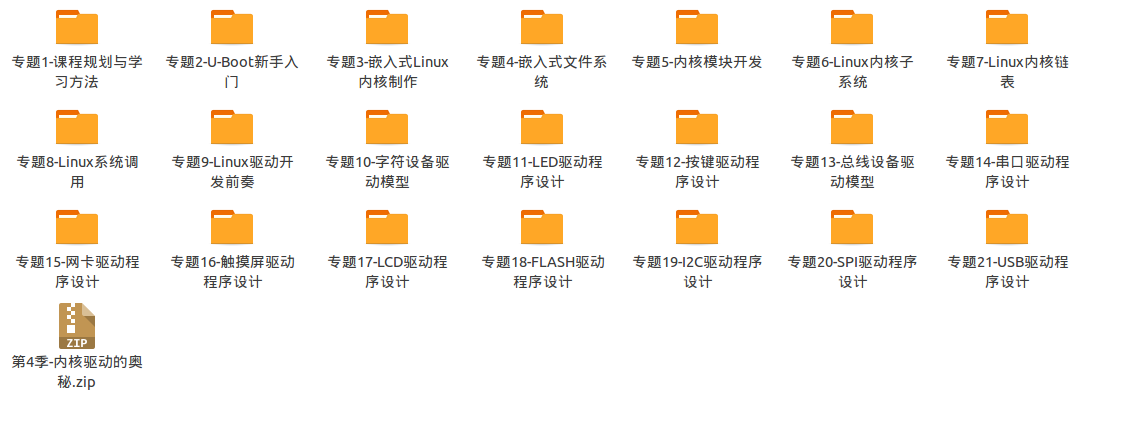 专题1-课程规划与学
习方法
专题2-U-Boot新手入
门
专题3-嵌入式Linux
内核制作
专题4-嵌入式文件系
统
专题5-内核模块开发
专题6-Linux内核子
系统
专题7-Linux内核链
表
专题8-Linux系统调
用
专题9-Linux驱动开
发前奏
专题10-字符设备驱
动模型
专题11-LED驱动程
序设计
专题12-按键驱动程
序设计
专题13-总线设备驱
动模型
专题14-串口驱动程
序设计
专题15-网卡驱动程
序设计
专题16-触摸屏驱动
程序设计
专题17-LCD驱动程
序设计
专题18-FLASH驱动
程序设计
专题19-I2C驱动程序
设计
专题20-SPI驱动程序
设计
专题21-USB驱动程
序设计
ZIP
第4季-内核驱动的奥
秘.zip